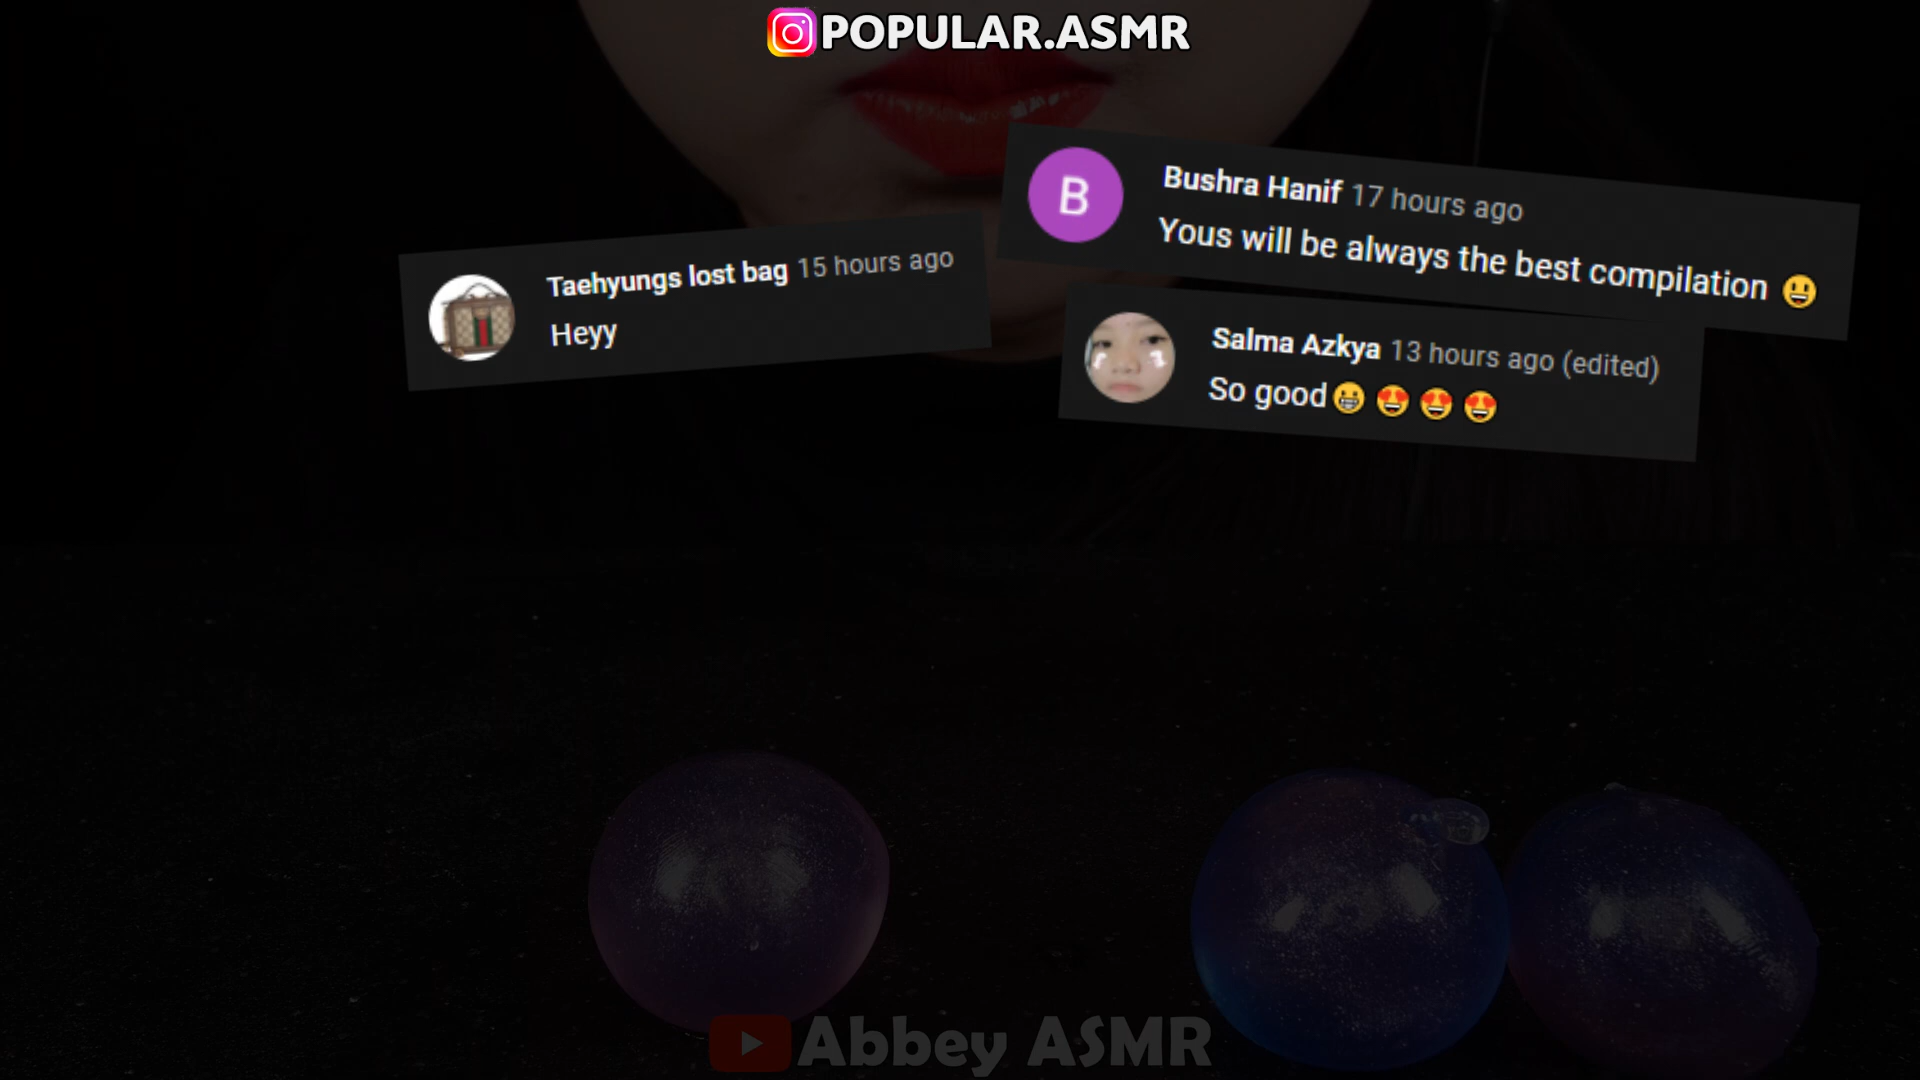 POPULAR.ASMR
Bushra Hanif 17 hours ago
Yous will be always the best compilation 😃
Taehyungs lost bag 15 hours ago
Heyy
Salma Azkya 13 hours ago (edited)
So good😀😍😍😍
B
Abbey ASMR